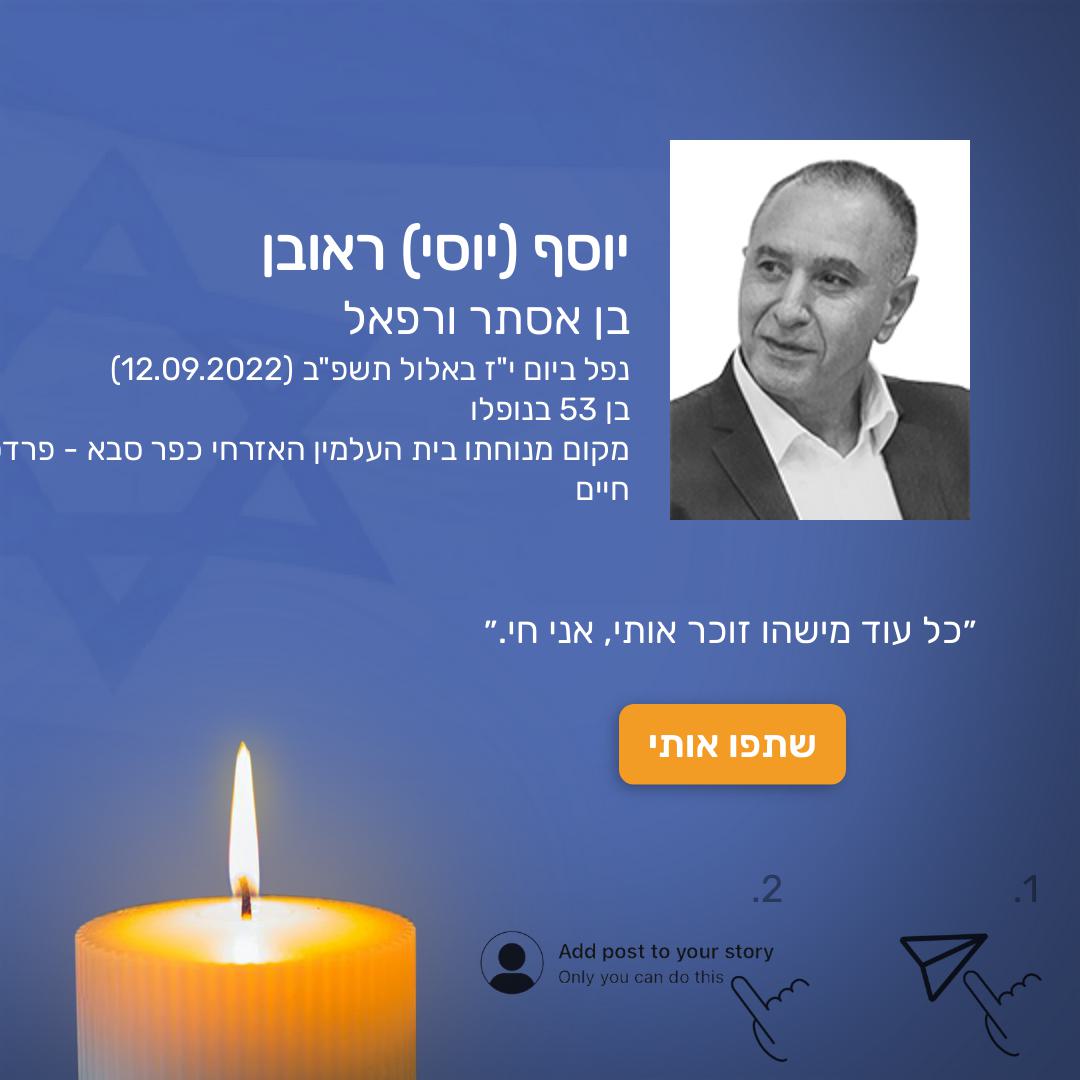 יוסף (יוסי) ראובן
בן אסתר ורפאל
נפל ביום י"ז באלול תשפ"ב (12.09.2022)
בן 53 בנופלו
מקום מנוחתו בית העלמין האזרחי כפר סבא -
חיים
״כל עוד מישהו זוכר אותי, אני חי.״
שתפו אותי
1.
2.
Add post to your story
Only you can do this